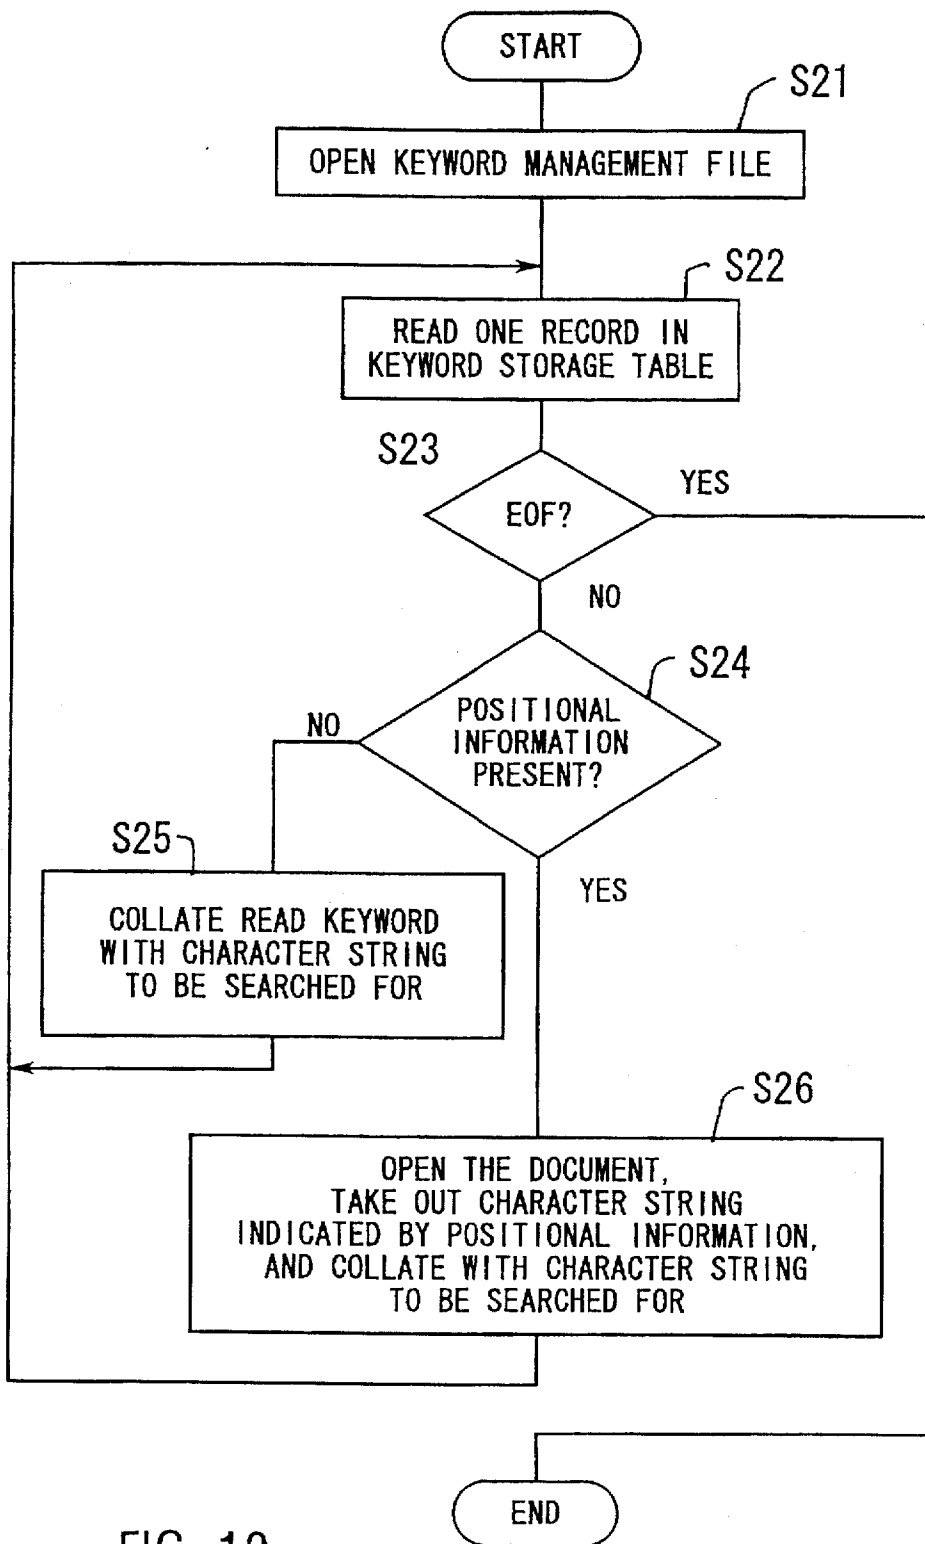 START
S21
OPEN KEYWORD MANAGEMENT FILE
S22
READ ONE RECORD IN
KEYWORD STORAGE TABLE
S23
EOF?
YES
NO
S24
POSITIONAL
INFORMATION
PRESENT?
NO
S25
YES
COLLATE READ KEYWORD
WITH CHARACTER STRING
TO BE SEARCHED FOR
S26
OPEN THE DOCUMENT,
TAKE OUT CHARACTER STRING
INDICATED BY POSITIONAL INFORMATION,
AND COLLATE WITH CHARACTER STRING
TO BE SEARCHED FOR
END
FIG.